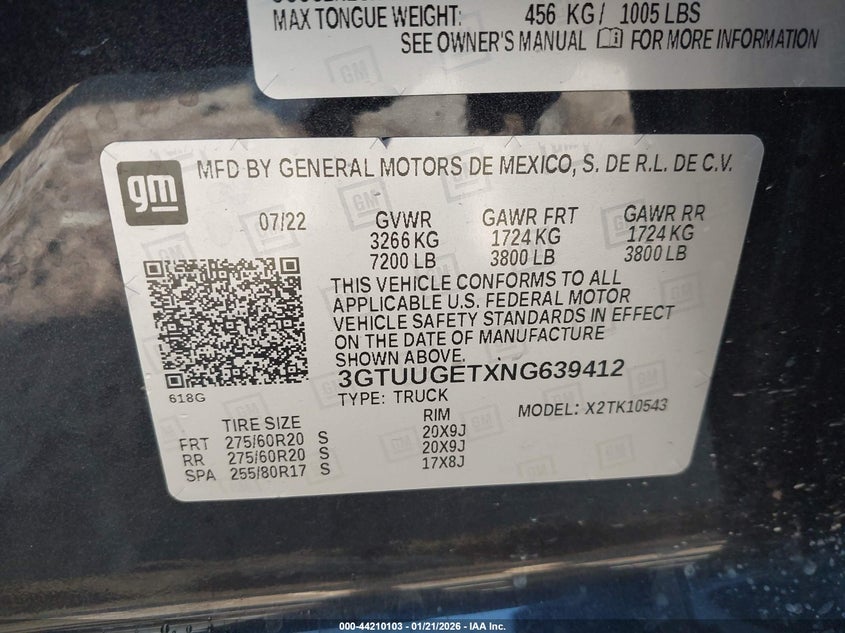 MAX TONGUE WEIGHT: 456 KG/ 1005 LBS
SEE OWNER'S MANUAL FOR MORE INFORMATION
gm MFD BY GENERAL MOTORS DE MEXICO, S. DE R.L. DE C.V.
07/22 GVWR GAWR FRT GAWR RR
3266 KG 1724 KG 1724 KG
7200 LB 3800 LB 3800 LB
THIS VEHICLE CONFORMS TO ALL
APPLICABLE U.S. FEDERAL MOTOR
VEHICLE SAFETY STANDARDS IN EFFECT
ON THE DATE OF MANUFACTURE
SHOWN ABOVE.
3GTUUGETXNG639412
618G TYPE: TRUCK MODEL: X2TK10543
TIRE SIZE RIM
FRT 275/60R20 S 20X9J
RR 275/60R20 S 20X9J
SPA 255/80R17 S 17X8J
000-44210103 - 01/21/2026 - IAA Inc.